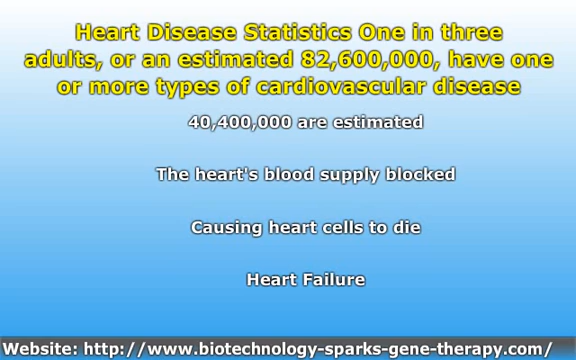 Heart Disease Statistics One in three
adults, or an estimated 82,600,000, have one
or more types of cardiovascular disease
40,400,000 are estimated
The heart's blood supply blocked
Causing heart cells to die
Heart Failure
Website: http://www.biotechnology-sparks-gene-therapy.com/